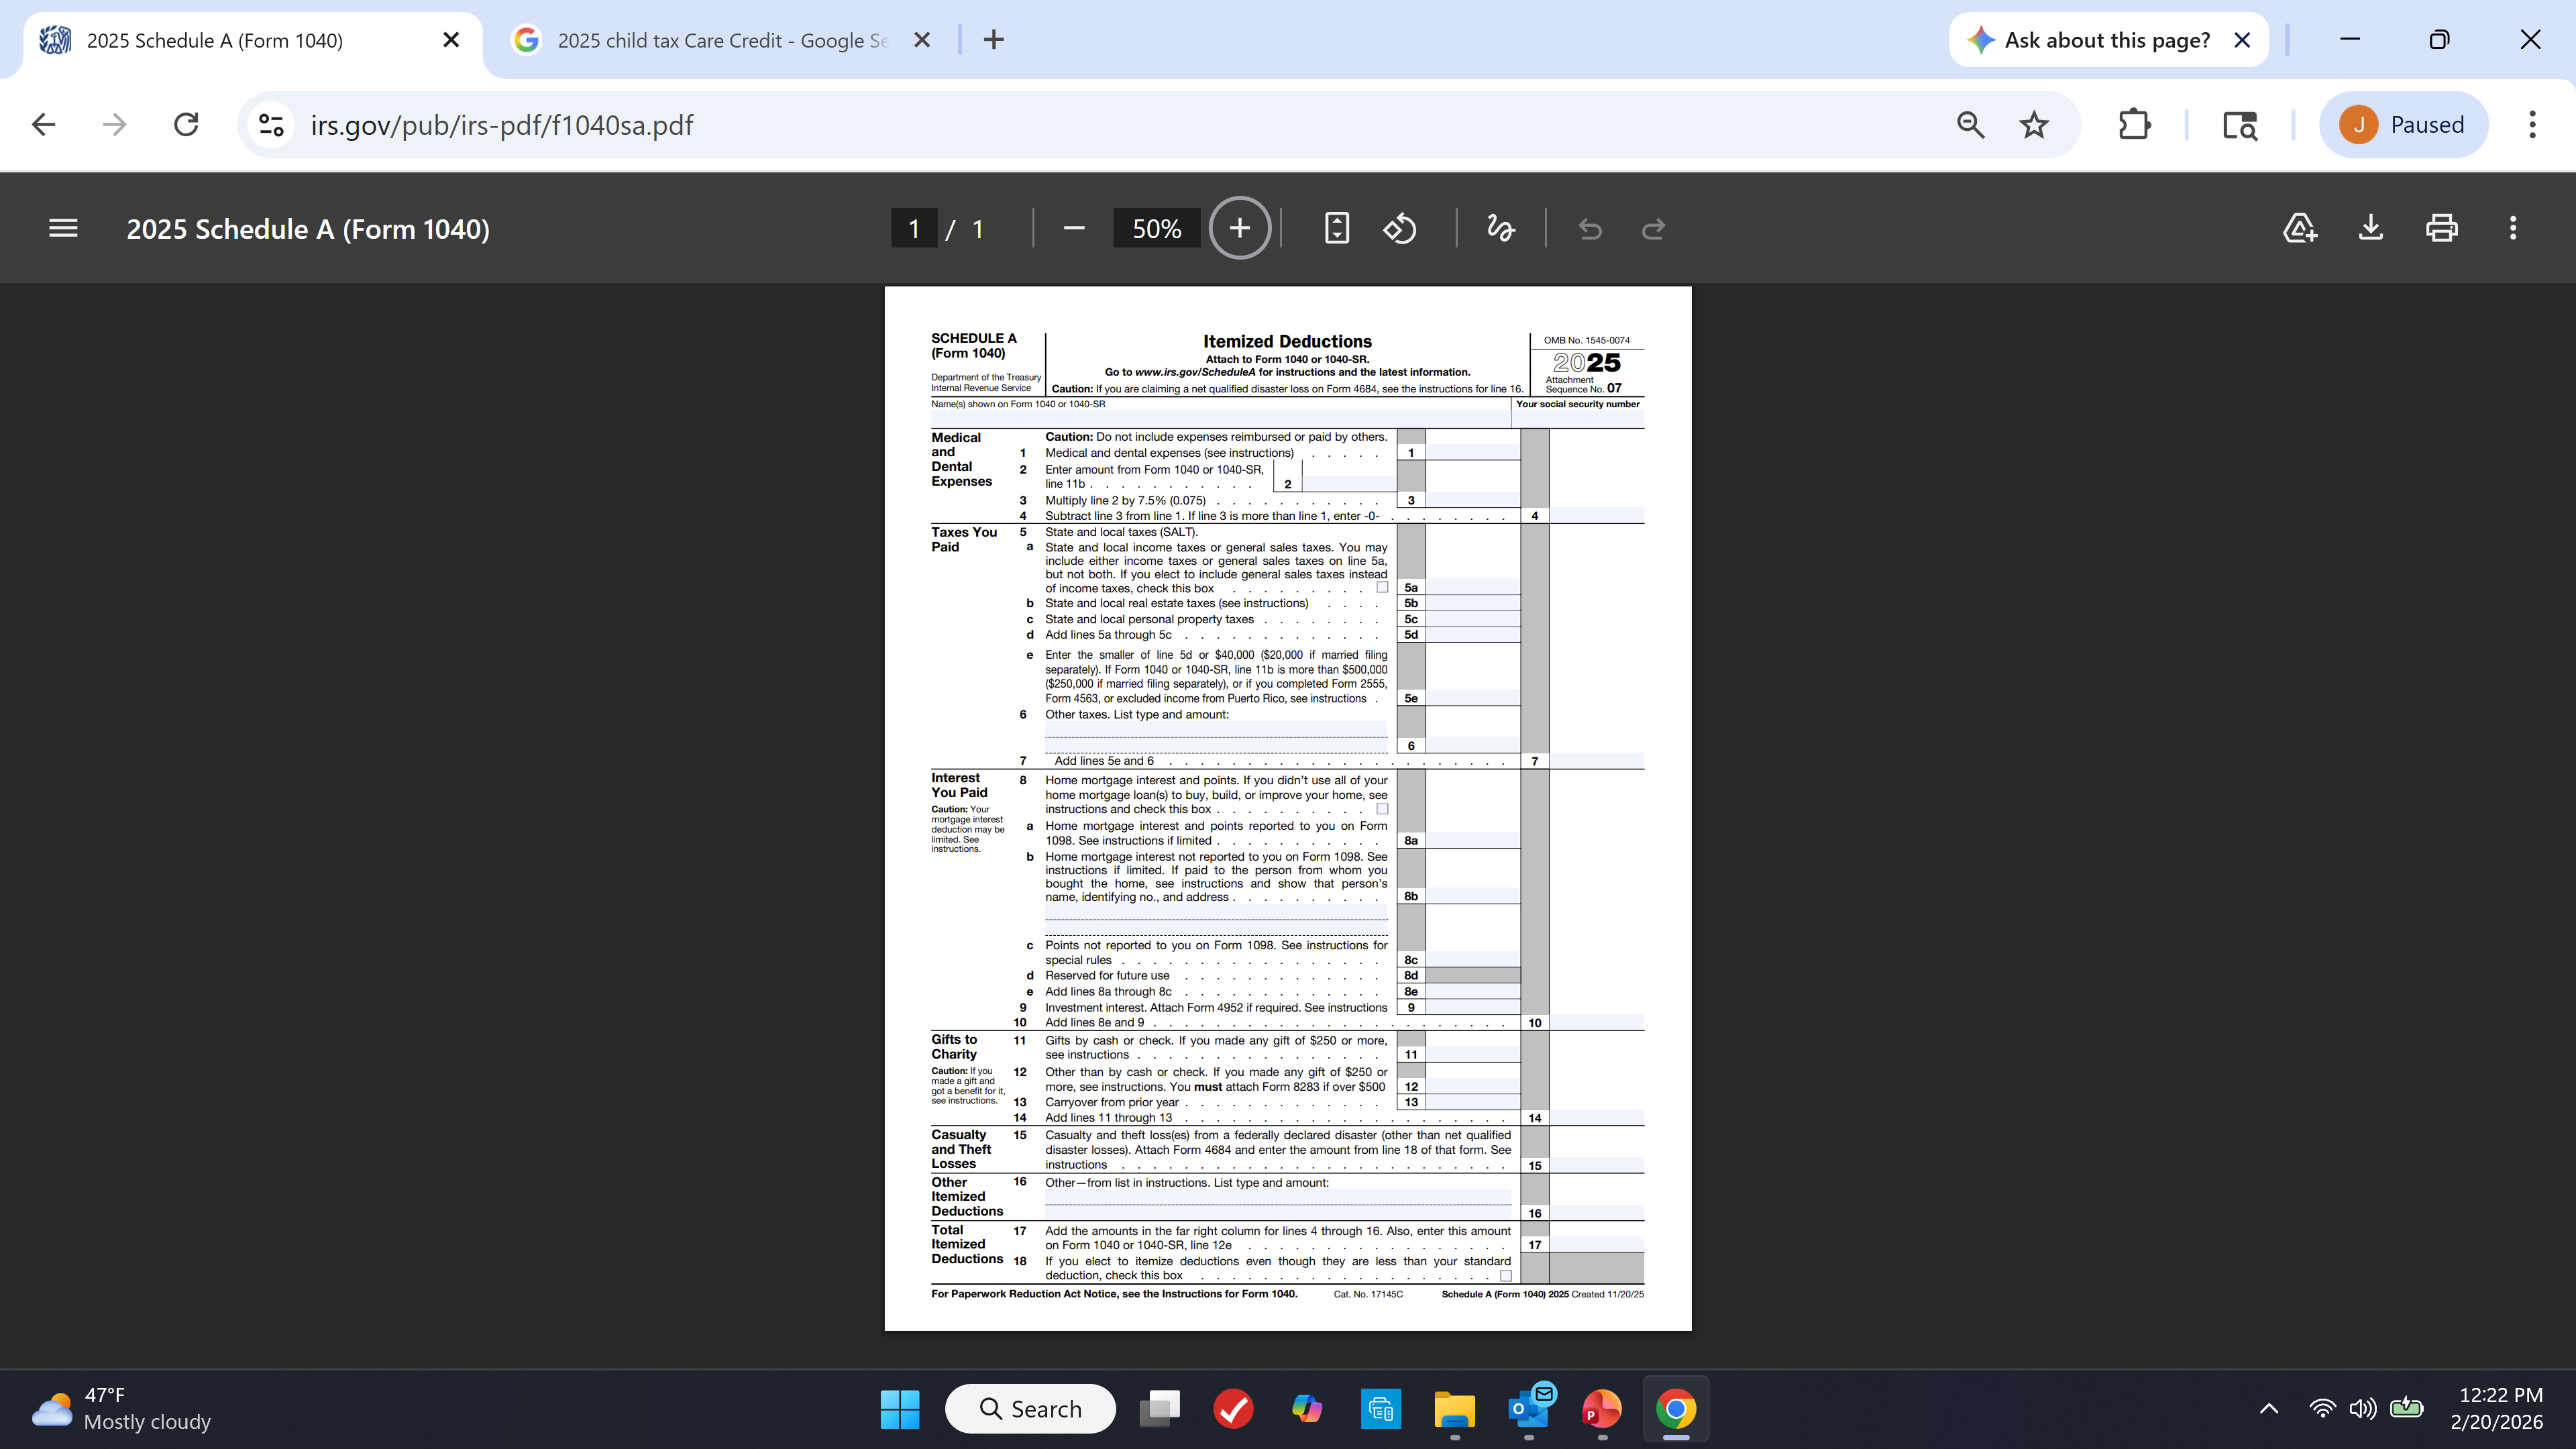 2025 Schedule A (Form 1040)
2025 child tax Care Credit - Google Se
Ask about this page?
irs.gov/pub/irs-pdf/f1040sa.pdf
J Paused
2025 Schedule A (Form 1040)
1 / 1
50%
SCHEDULE A
(Form 1040)
Department of the Treasury
Internal Revenue Service
Itemized Deductions
Attach to Form 1040 or 1040-SR.
Go to www.irs.gov/ScheduleA for instructions and the latest information.
Caution: If you are claiming a net qualified disaster loss on Form 4684, see the instructions for line 16.
OMB No. 1545-0074
2025
Attachment
Sequence No. 07
Name(s) shown on Form 1040 or 1040-SR
Your social security number
Medical
and
Dental
Expenses
Caution: Do not include expenses reimbursed or paid by others.
1 Medical and dental expenses (see instructions) . . . . . 1
2 Enter amount from Form 1040 or 1040-SR,
line 11b . . . . . . . . . . . 2
3 Multiply line 2 by 7.5% (0.075) . . . . . . . . . . . 3
4 Subtract line 3 from line 1. If line 3 is more than line 1, enter -0- . . . . . . . . 4
Taxes You
Paid
5 State and local taxes (SALT).
a State and local income taxes or general sales taxes. You may
include either income taxes or general sales taxes on line 5a,
but not both. If you elect to include general sales taxes instead
of income taxes, check this box . . . . . . . . . 5a
b State and local real estate taxes (see instructions) . . . . 5b
c State and local personal property taxes . . . . . . . . 5c
d Add lines 5a through 5c . . . . . . . . . . . . . 5d
e Enter the smaller of line 5d or $40,000 ($20,000 if married filing
separately). If Form 1040 or 1040-SR, line 11b is more than $500,000
($250,000 if married filing separately), or if you completed Form 2555,
Form 4563, or excluded income from Puerto Rico, see instructions . 5e
6 Other taxes. List type and amount:
6
7 Add lines 5e and 6 . . . . . . . . . . . . . . . . . . . . . . 7
Interest
You Paid
Caution: Your
mortgage interest
deduction may be
limited. See
instructions.
8 Home mortgage interest and points. If you didn't use all of your
home mortgage loan(s) to buy, build, or improve your home, see
instructions and check this box . . . . . . . . . .
a Home mortgage interest and points reported to you on Form
1098. See instructions if limited . . . . . . . . . . . 8a
b Home mortgage interest not reported to you on Form 1098. See
instructions if limited. If paid to the person from whom you
bought the home, see instructions and show that person's
name, identifying no., and address . . . . . . . . . . 8b
c Points not reported to you on Form 1098. See instructions for
special rules . . . . . . . . . . . . . . . . . 8c
d Reserved for future use . . . . . . . . . . . . . 8d
e Add lines 8a through 8c . . . . . . . . . . . . . 8e
9 Investment interest. Attach Form 4952 if required. See instructions 9
10 Add lines 8e and 9 . . . . . . . . . . . . . . . . . . . . . . . 10
Gifts to
Charity
Caution: If you
made a gift and
got a benefit for it,
see instructions.
11 Gifts by cash or check. If you made any gift of $250 or more,
see instructions . . . . . . . . . . . . . . . . 11
12 Other than by cash or check. If you made any gift of $250 or
more, see instructions. You must attach Form 8283 if over $500 12
13 Carryover from prior year . . . . . . . . . . . . . 13
14 Add lines 11 through 13 . . . . . . . . . . . . . . . . . . . . . 14
Casualty
and Theft
Losses
15 Casualty and theft loss(es) from a federally declared disaster (other than net qualified
disaster losses). Attach Form 4684 and enter the amount from line 18 of that form. See
instructions . . . . . . . . . . . . . . . . . . . . . . . . 15
Other
Itemized
Deductions
16 Other—from list in instructions. List type and amount:
16
Total
Itemized
Deductions
17 Add the amounts in the far right column for lines 4 through 16. Also, enter this amount
on Form 1040 or 1040-SR, line 12e . . . . . . . . . . . . . . . . . 17
18 If you elect to itemize deductions even though they are less than your standard
deduction, check this box . . . . . . . . . . . . . . . . . . .
For Paperwork Reduction Act Notice, see the Instructions for Form 1040. Cat. No. 17145C Schedule A (Form 1040) 2025 Created 11/20/25
47°F
Mostly cloudy
Search
12:22 PM
2/20/2026